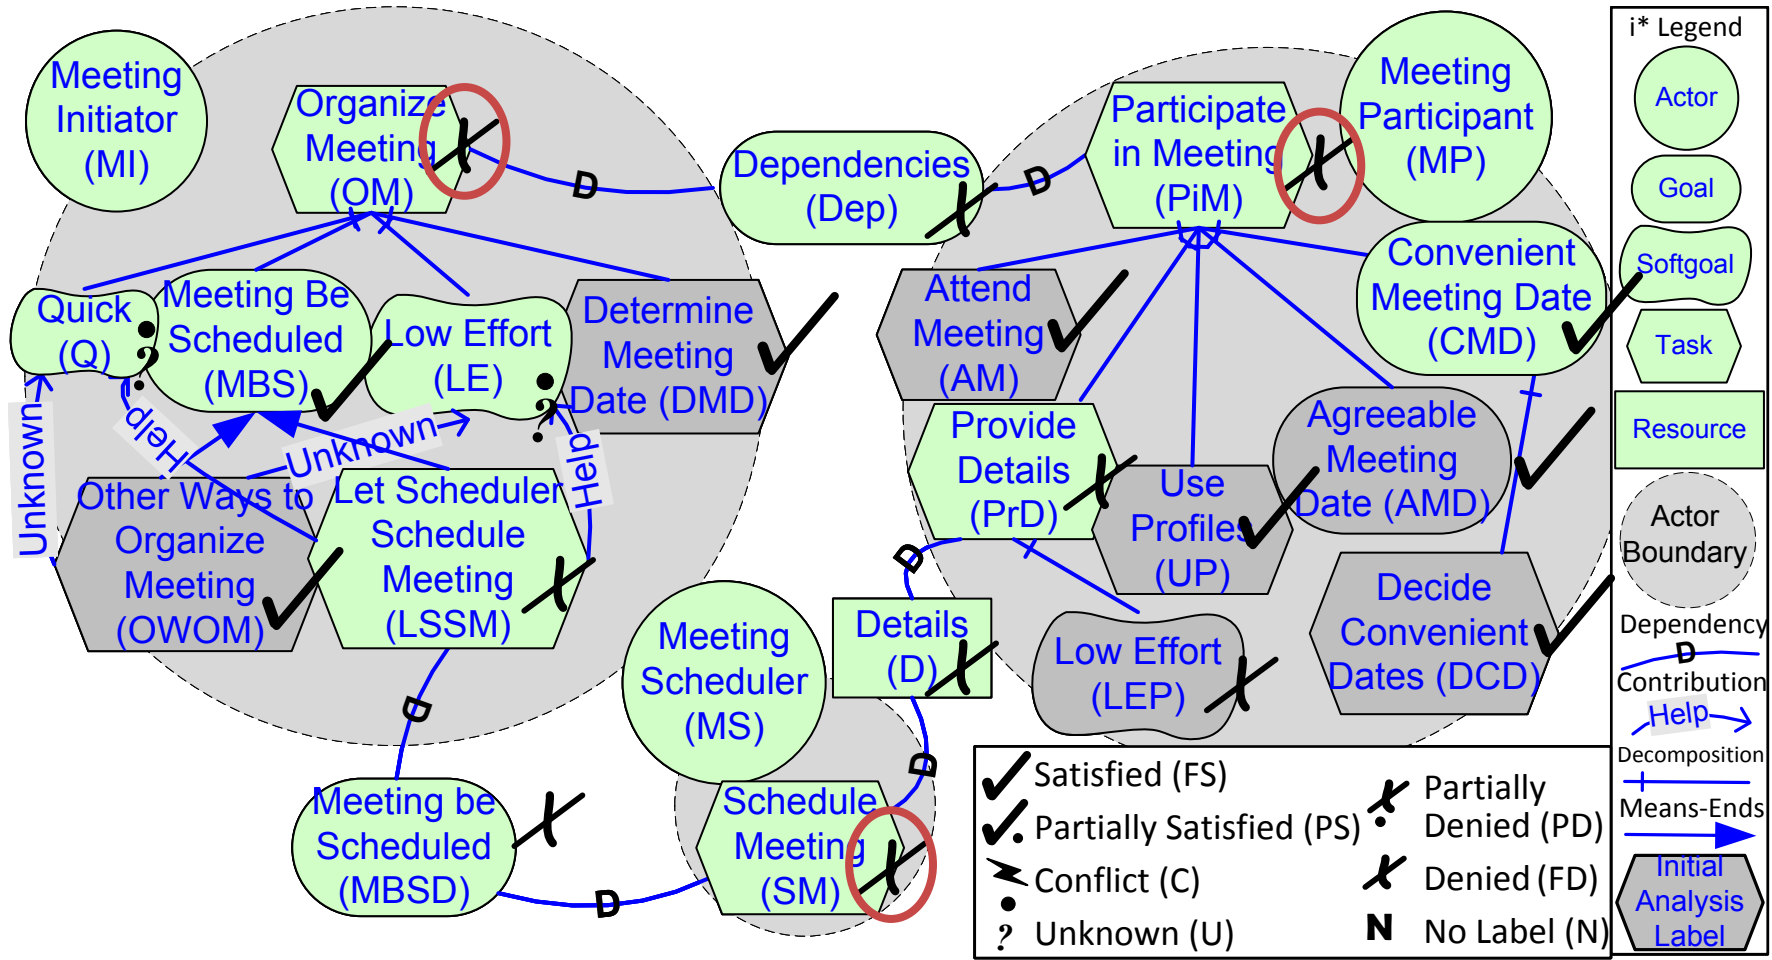 Meeting
Initiator
(MI)
Organize
Meeting
(OM)
D
Dependencies
(Dep)
D
Participate
in Meeting
(PiM)
Meeting
Participant
(MP)
Quick
(Q)
Meeting Be
Scheduled
(MBS)
Low Effort
(LE)
Determine
Meeting
Date (DMD)
Attend
Meeting
(AM)
Convenient
Meeting Date
(CMD)
Unknown
Help
Unknown
Help
Other Ways to
Organize
Meeting
(OWOM)
Let Scheduler
Schedule
Meeting
(LSSM)
Provide
Details
(PrD)
Use
Profiles
(UP)
Agreeable
Meeting
Date (AMD)
D
Details
(D)
Low Effort
(LEP)
Decide
Convenient
Dates (DCD)
D
Meeting
Scheduler
(MS)
D
Meeting be
Scheduled
(MBSD)
D
Schedule
Meeting
(SM)
Satisfied (FS)
Partially Satisfied (PS)
Conflict (C)
? Unknown (U)
Partially
Denied (PD)
Denied (FD)
N No Label (N)
i* Legend
Actor
Goal
Softgoal
Task
Resource
Actor
Boundary
Dependency
D
Contribution
Help
Decomposition
Means-Ends
Initial
Analysis
Label